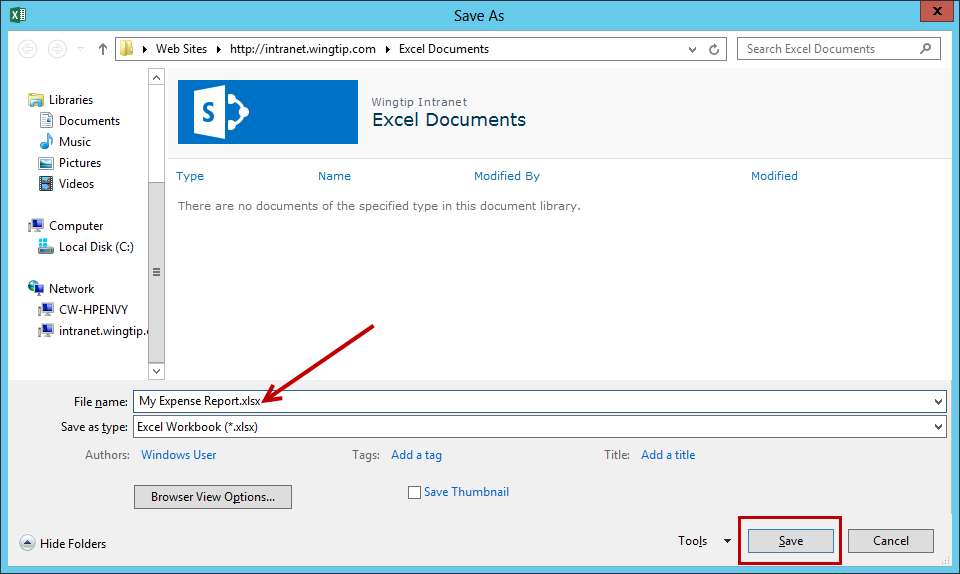 Save As
Web Sites http://intranet.wingtip.com Excel Documents
Search Excel Documents
Libraries
Documents
Music
Pictures
Videos
Computer
Local Disk (C:)
Network
CW-HPENVY
intranet.wingtip.c
Wingtip Intranet
Excel Documents
Type Name Modified By Modified
There are no documents of the specified type in this document library.
File name: My Expense Report.xlsx
Save as type: Excel Workbook (*.xlsx)
Authors: Windows User Tags: Add a tag Title: Add a title
Browser View Options... Save Thumbnail
Hide Folders Tools Save Cancel